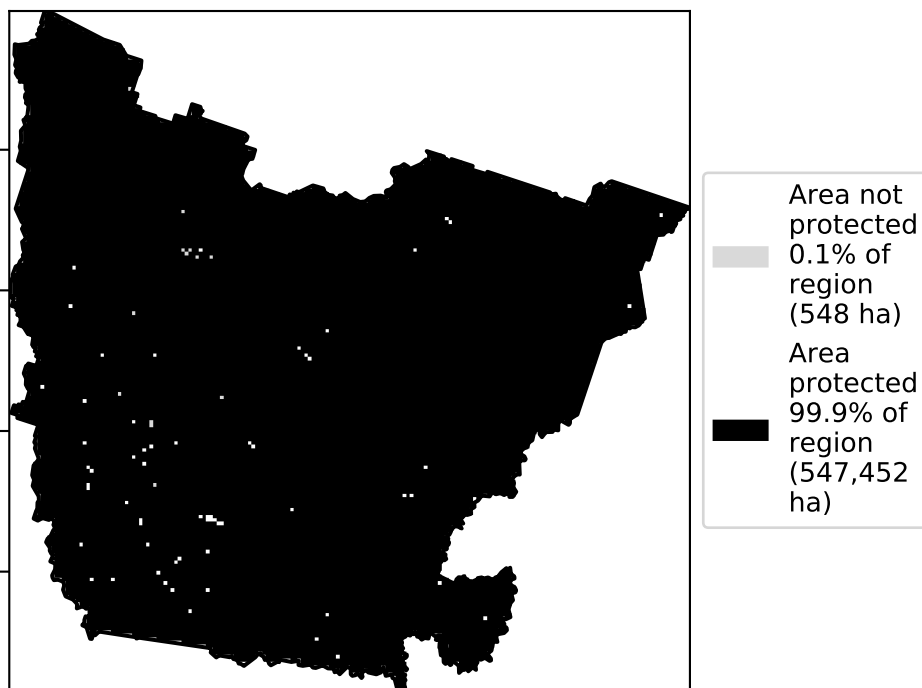 Area not
protected
0.1% of
region
(548 ha)
Area
protected
99.9% of
region
(547,452
ha)